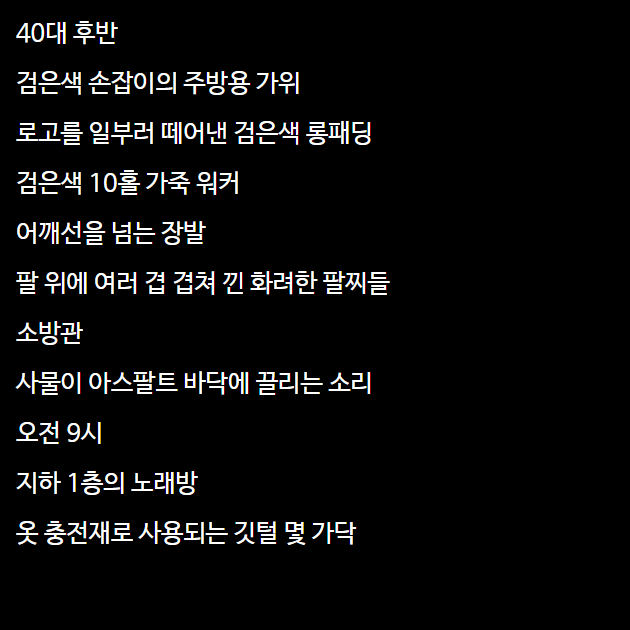 40대 후반
검은색 손잡이의 주방용 가위
로고를 일부러 떼어낸 검은색 롱패딩
검은색 10홀 가죽 워커
어깨선을 넘는 장발
팔 위에 여러 겹 겹쳐 낀 화려한 팔찌들
소방관
사물이 아스팔트 바닥에 끌리는 소리
오전 9시
지하 1층의 노래방
옷 충전재로 사용되는 깃털 몇 가닥